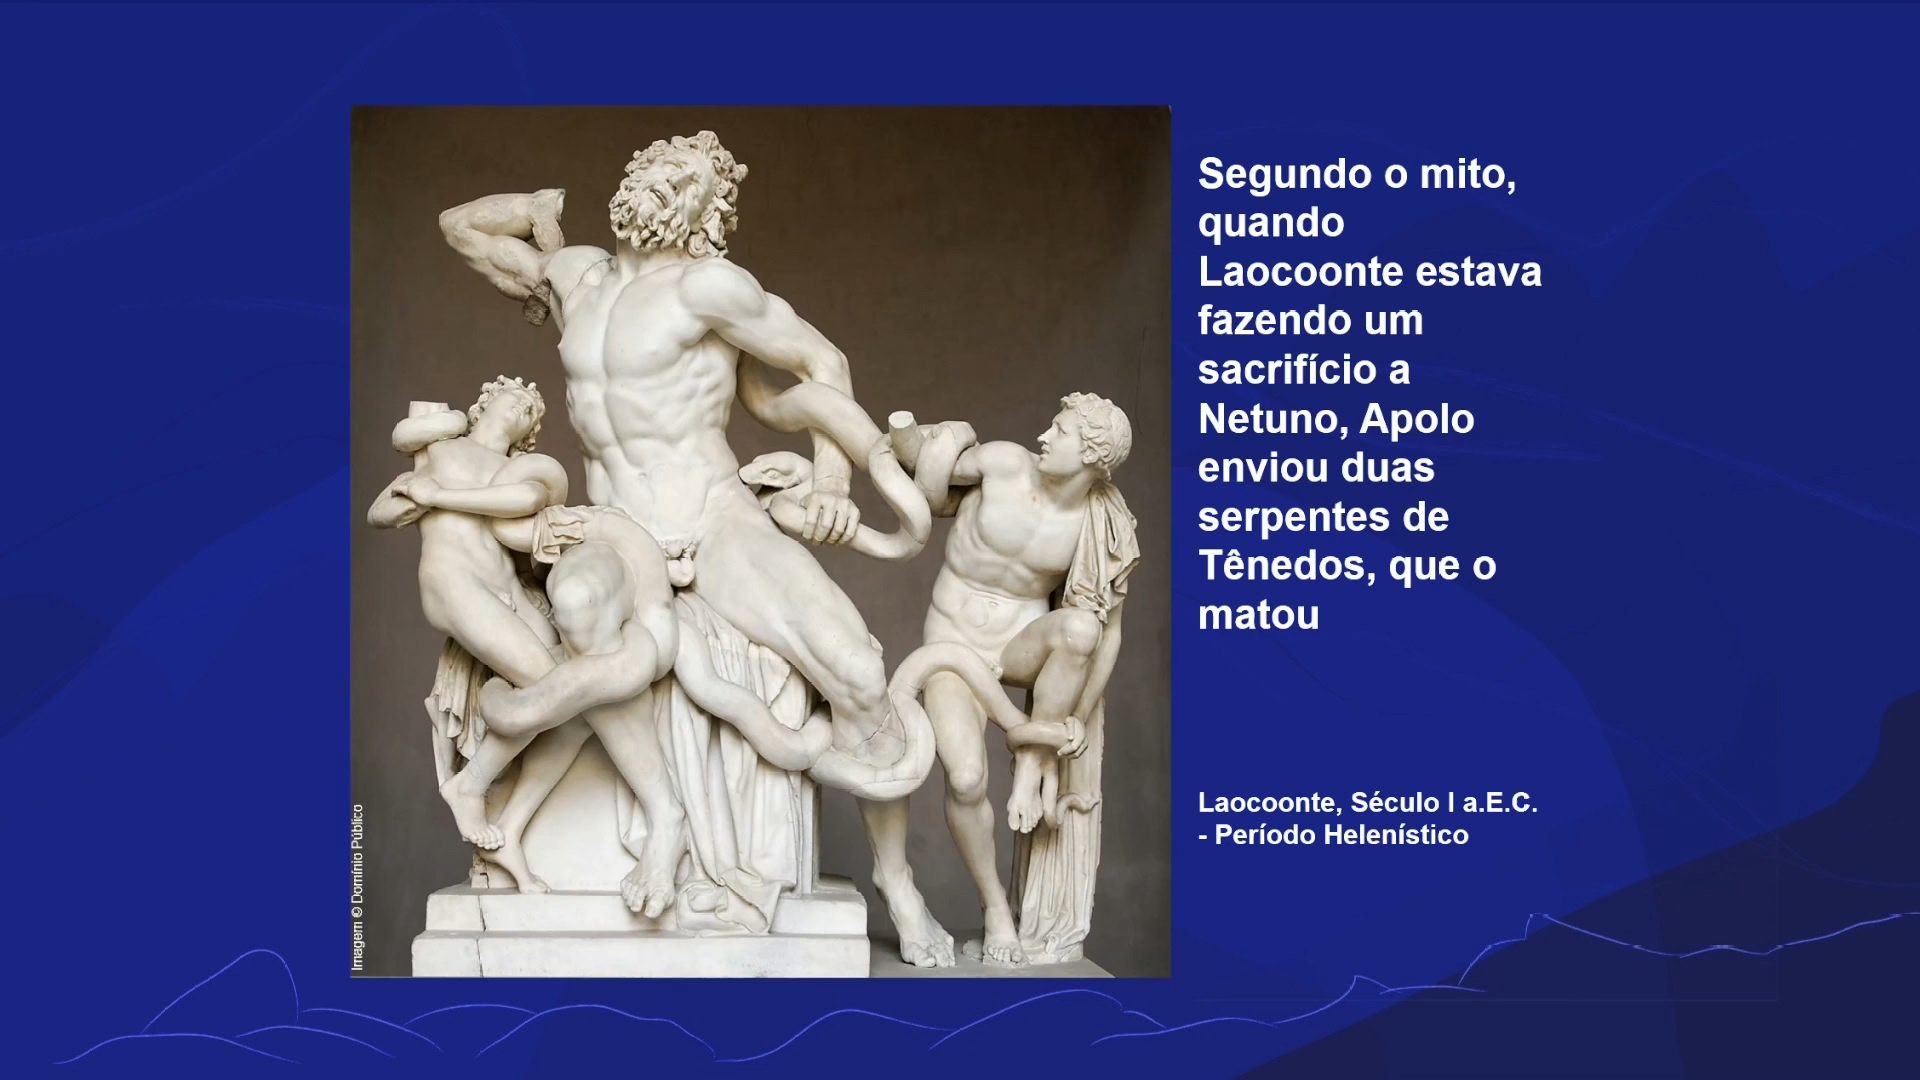 Segundo o mito,
quando
Laocoonte estava
fazendo um
sacrifício a
Netuno, Apolo
enviou duas
serpentes de
Tênedos, que o
matou
Laocoonte, Século I a.E.C.
- Período Helenístico
Imagem © Domínio Público